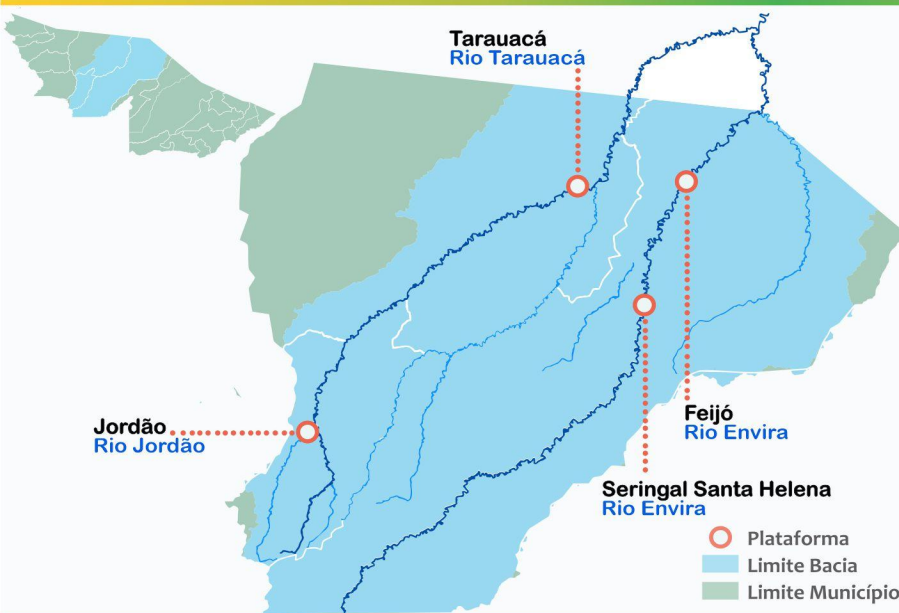 Tarauacá
Rio Tarauacá
Jordão
Rio Jordão
Feijó
Rio Envira
Seringal Santa Helena
Rio Envira
Plataforma
Limite Bacia
Limite Município